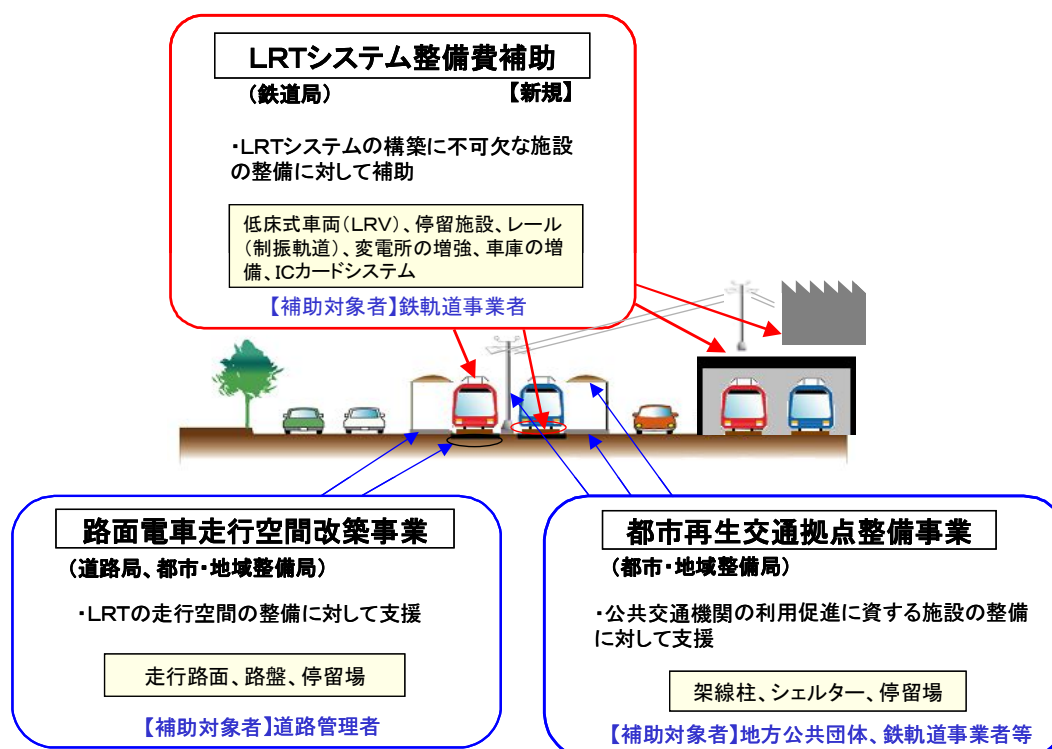 LRTシステム整備費補助
(鉄道局) 【新規】
・LRTシステムの構築に不可欠な施設
の整備に対して補助
低床式車両(LRV)、停留施設、レール
(制振軌道)、変電所の増強、車庫の増
備、ICカードシステム
【補助対象者】鉄軌道事業者
路面電車走行空間改築事業
(道路局、都市・地域整備局)
・LRTの走行空間の整備に対して支援
走行路面、路盤、停留場
【補助対象者】道路管理者
都市再生交通拠点整備事業
(都市・地域整備局)
・公共交通機関の利用促進に資する施設の整備
に対して支援
架線柱、シェルター、停留場
【補助対象者】地方公共団体、鉄軌道事業者等